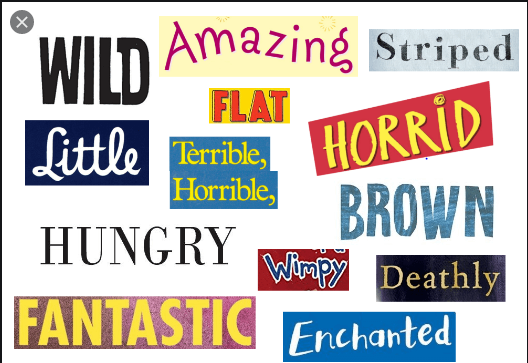 WILD
Amazing
Striped
FLAT
HORRiD
Little
Terrible,
Horrible,
BROWN
HUNGRY
Wimpy
Deathly
FANTASTIC
Enchanted